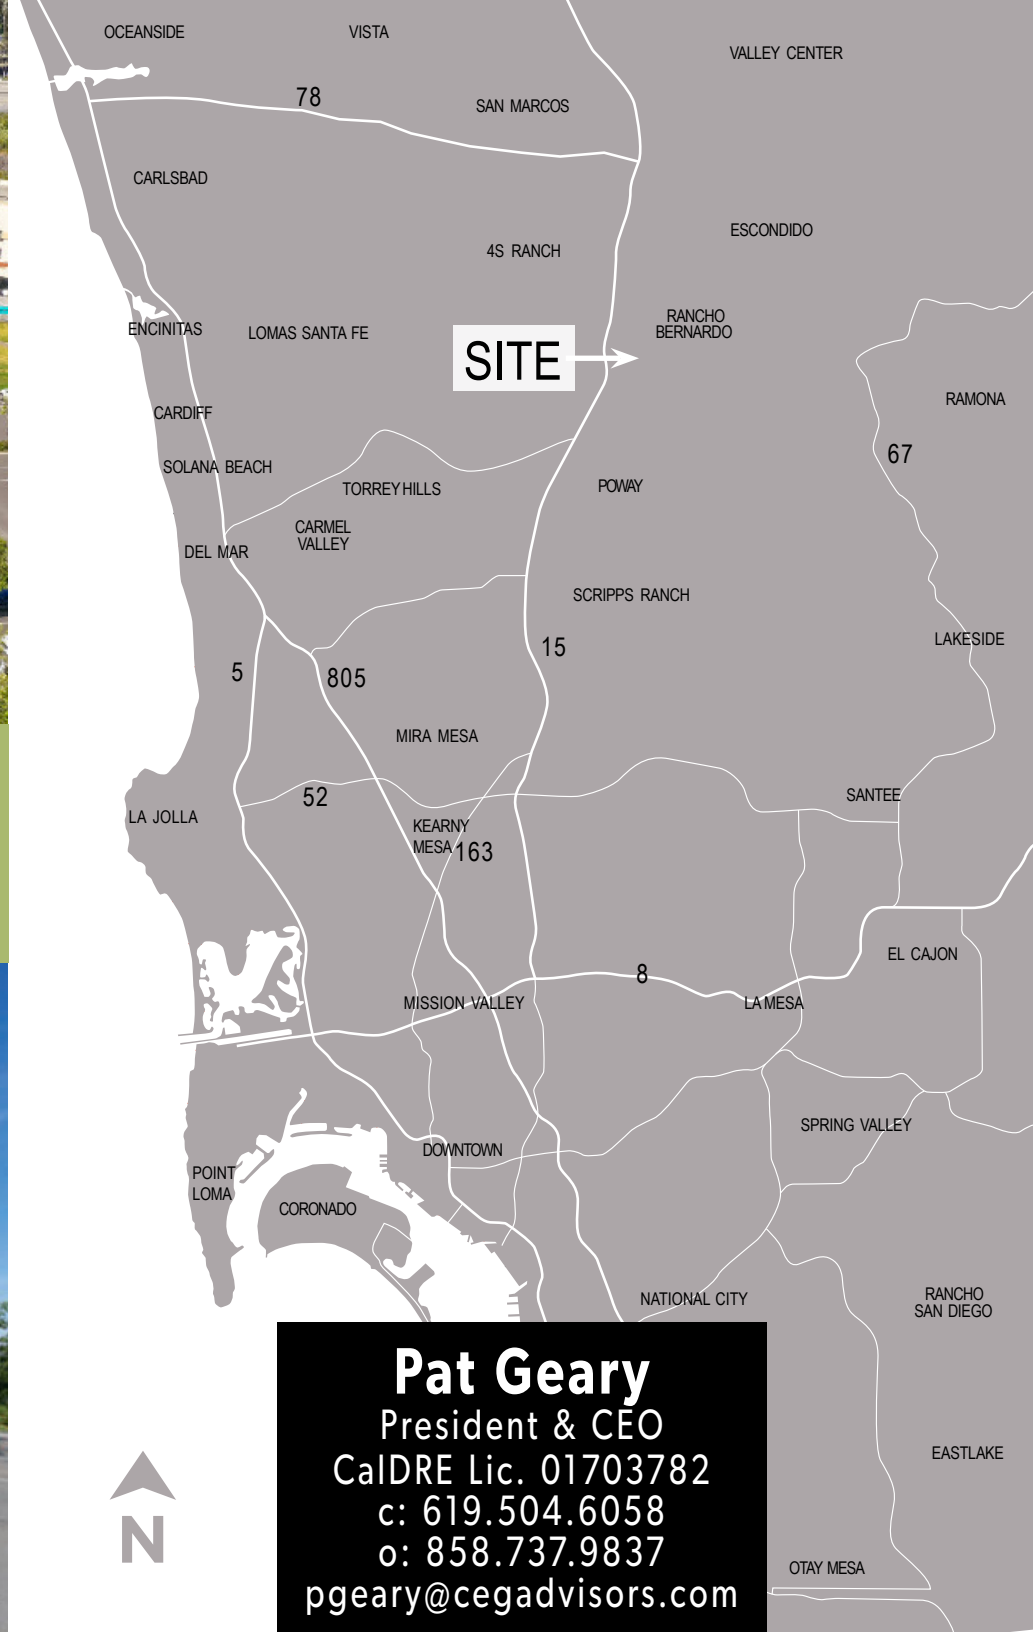 OCEANSIDE
VISTA
VALLEY CENTER
78
SAN MARCOS
CARLSBAD
ESCONDIDO
4S RANCH
RANCHO
BERNARDO
ENCINITAS
LOMAS SANTA FE
SITE
RAMONA
CARDIFF
67
SOLANA BEACH
TORREY HILLS
POWAY
CARMEL
VALLEY
DEL MAR
SCRIPPS RANCH
LAKESIDE
15
5
805
MIRA MESA
52
SANTEE
LA JOLLA
KEARNY
MESA
163
EL CAJON
8
MISSION VALLEY
LA MESA
SPRING VALLEY
DOWNTOWN
POINT
LOMA
CORONADO
NATIONAL CITY
RANCHO
SAN DIEGO
Pat Geary
President & CEO
CalDRE Lic. 01703782
c: 619.504.6058
o: 858.737.9837
pgeary@cegadvisors.com
EASTLAKE
N
OTAY MESA